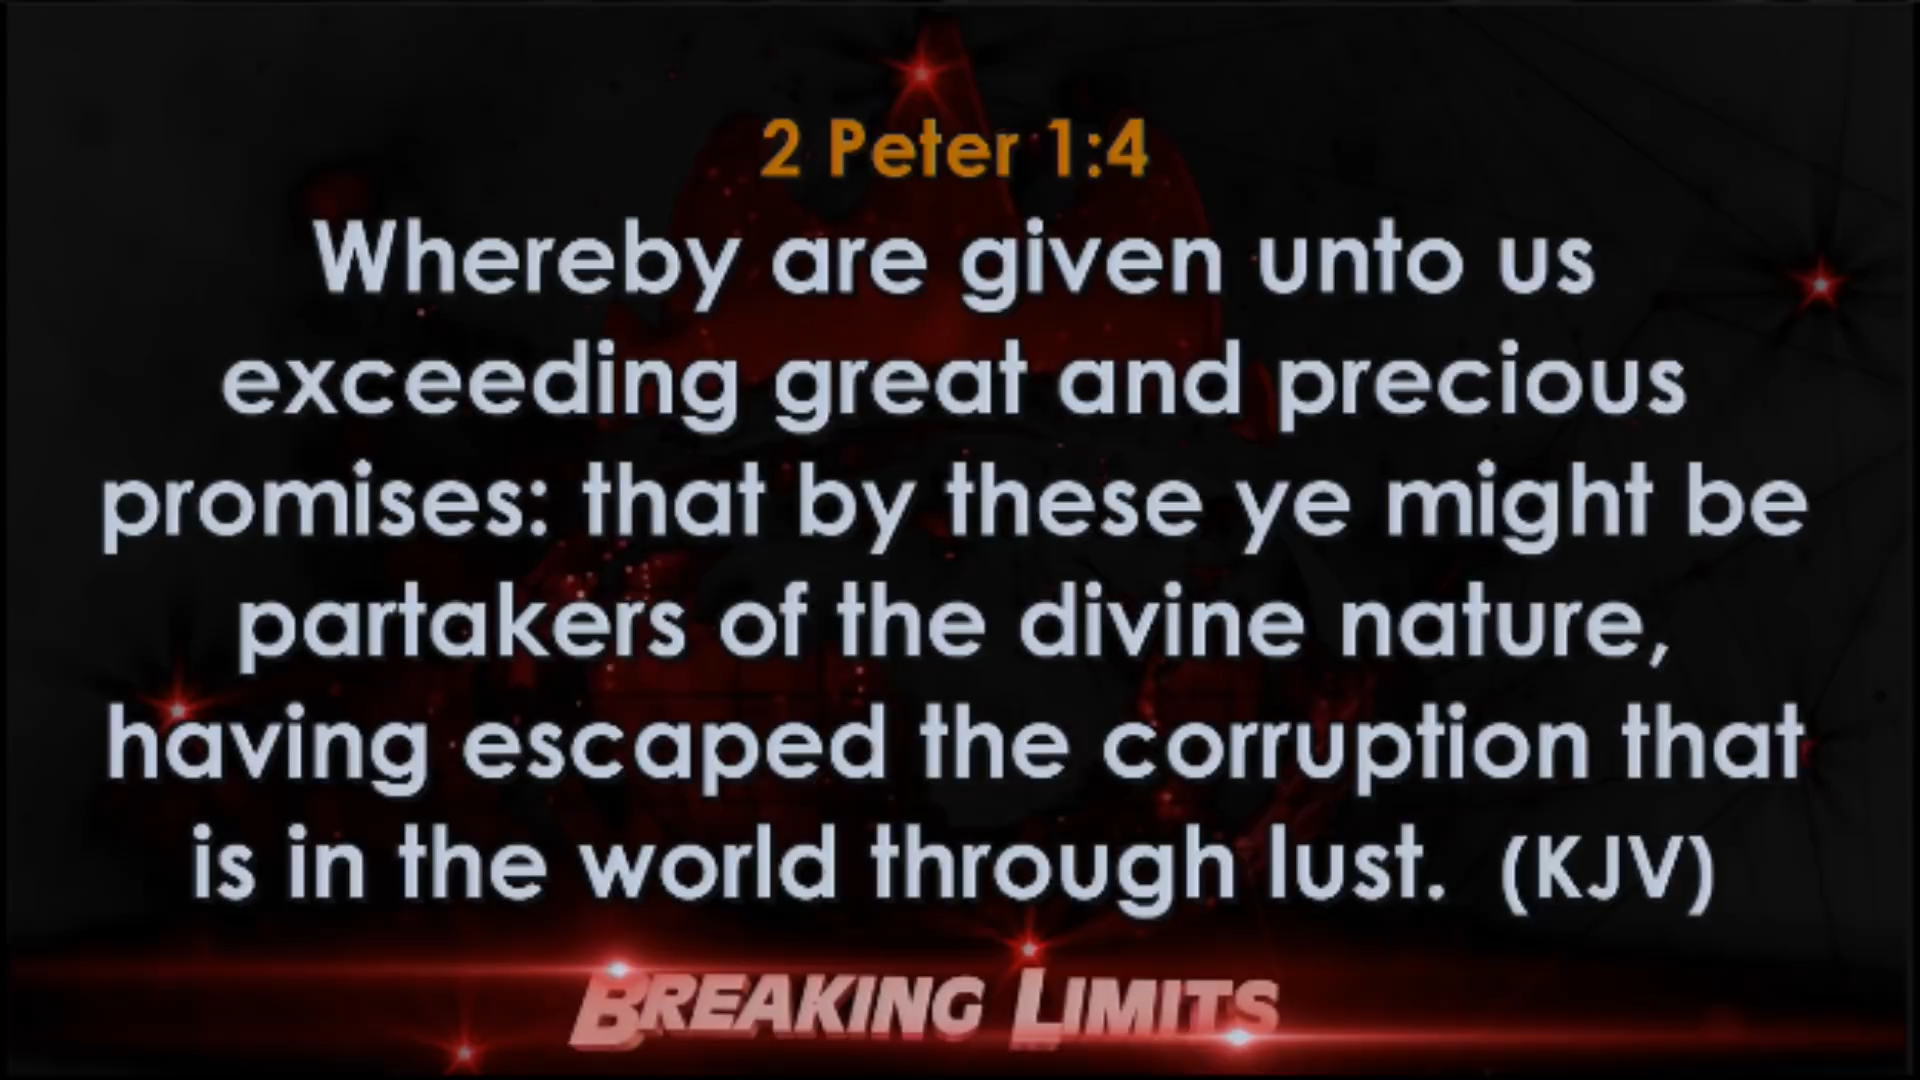 2 Peter 1:4
Whereby are given unto us
exceeding great and precious
promises: that by these ye might be
partakers of the divine nature,
having escaped the corruption that
is in the world through lust. (KJV)
BREAKING LIMITS